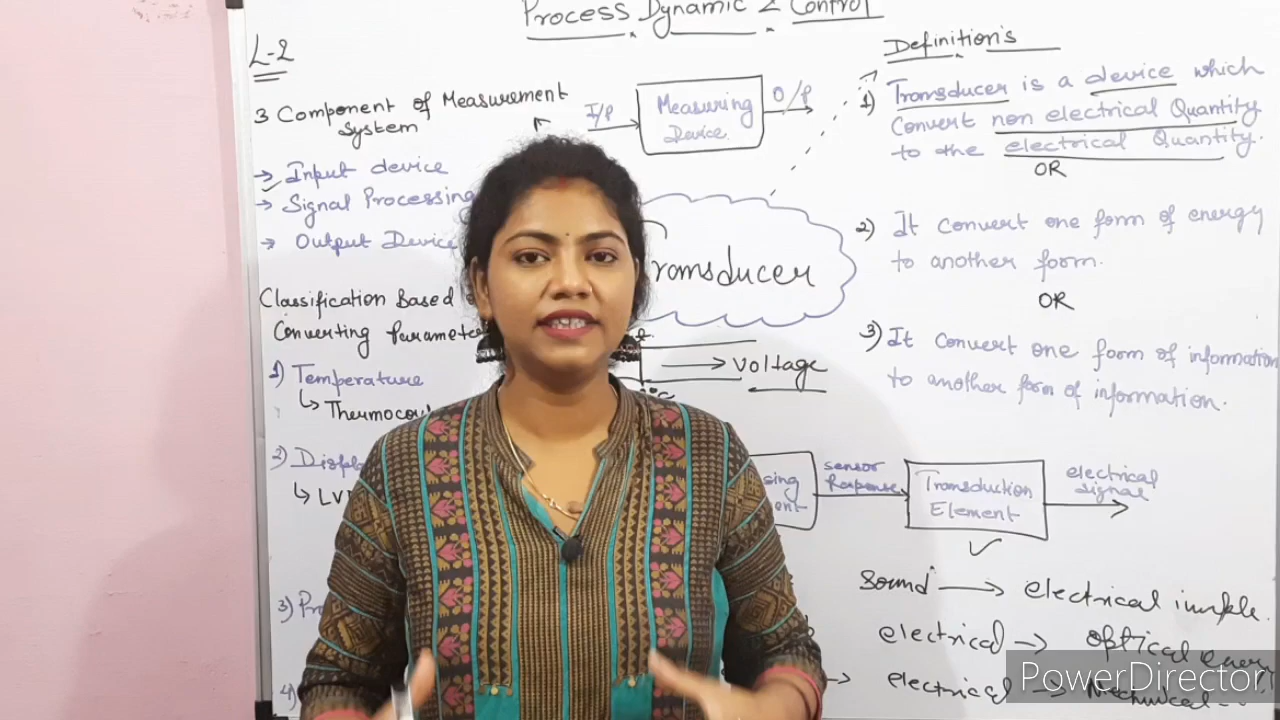 Process Dynamic & Control
L-2
3 Component of Measurement
System
→ Input device
→ Signal Processing
→ Output Device
Classification Based
Converting Parameter
1) Temperature
↳ Thermocou
2) Displ
↳ LV
3) Pr
4)
I/P
Measuring
Device
O/P
Transducer
→ voltage
°C
sing
ent
sensor
Response
Transduction
Element
electrical
signal
Definition's
1) Transducer is a device which
Convert non electrical Quantity
to the electrical Quantity.
OR
2) It Convert one form of energy
to another form.
OR
3) It Convert one form of information
to another form of information.
Sound → electrical
electrical → optical
electrical →
PowerDirector